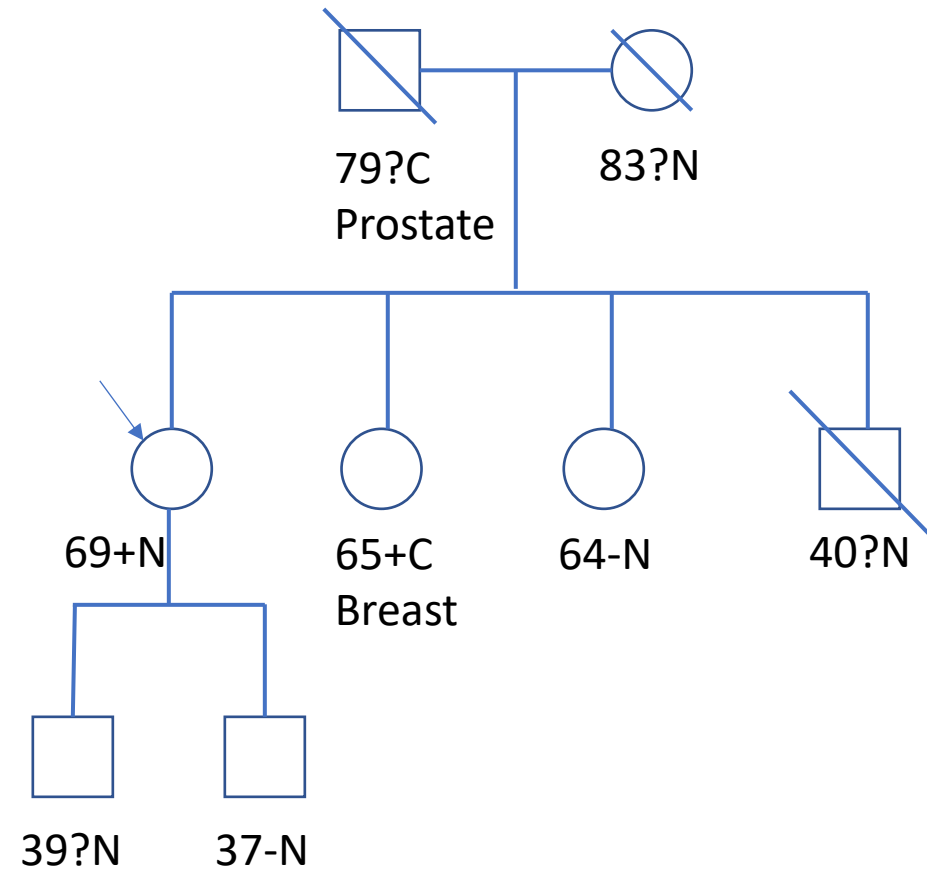 79?C
Prostate
83?N
69+N
65+C
Breast
64-N
40?N
39?N
37-N